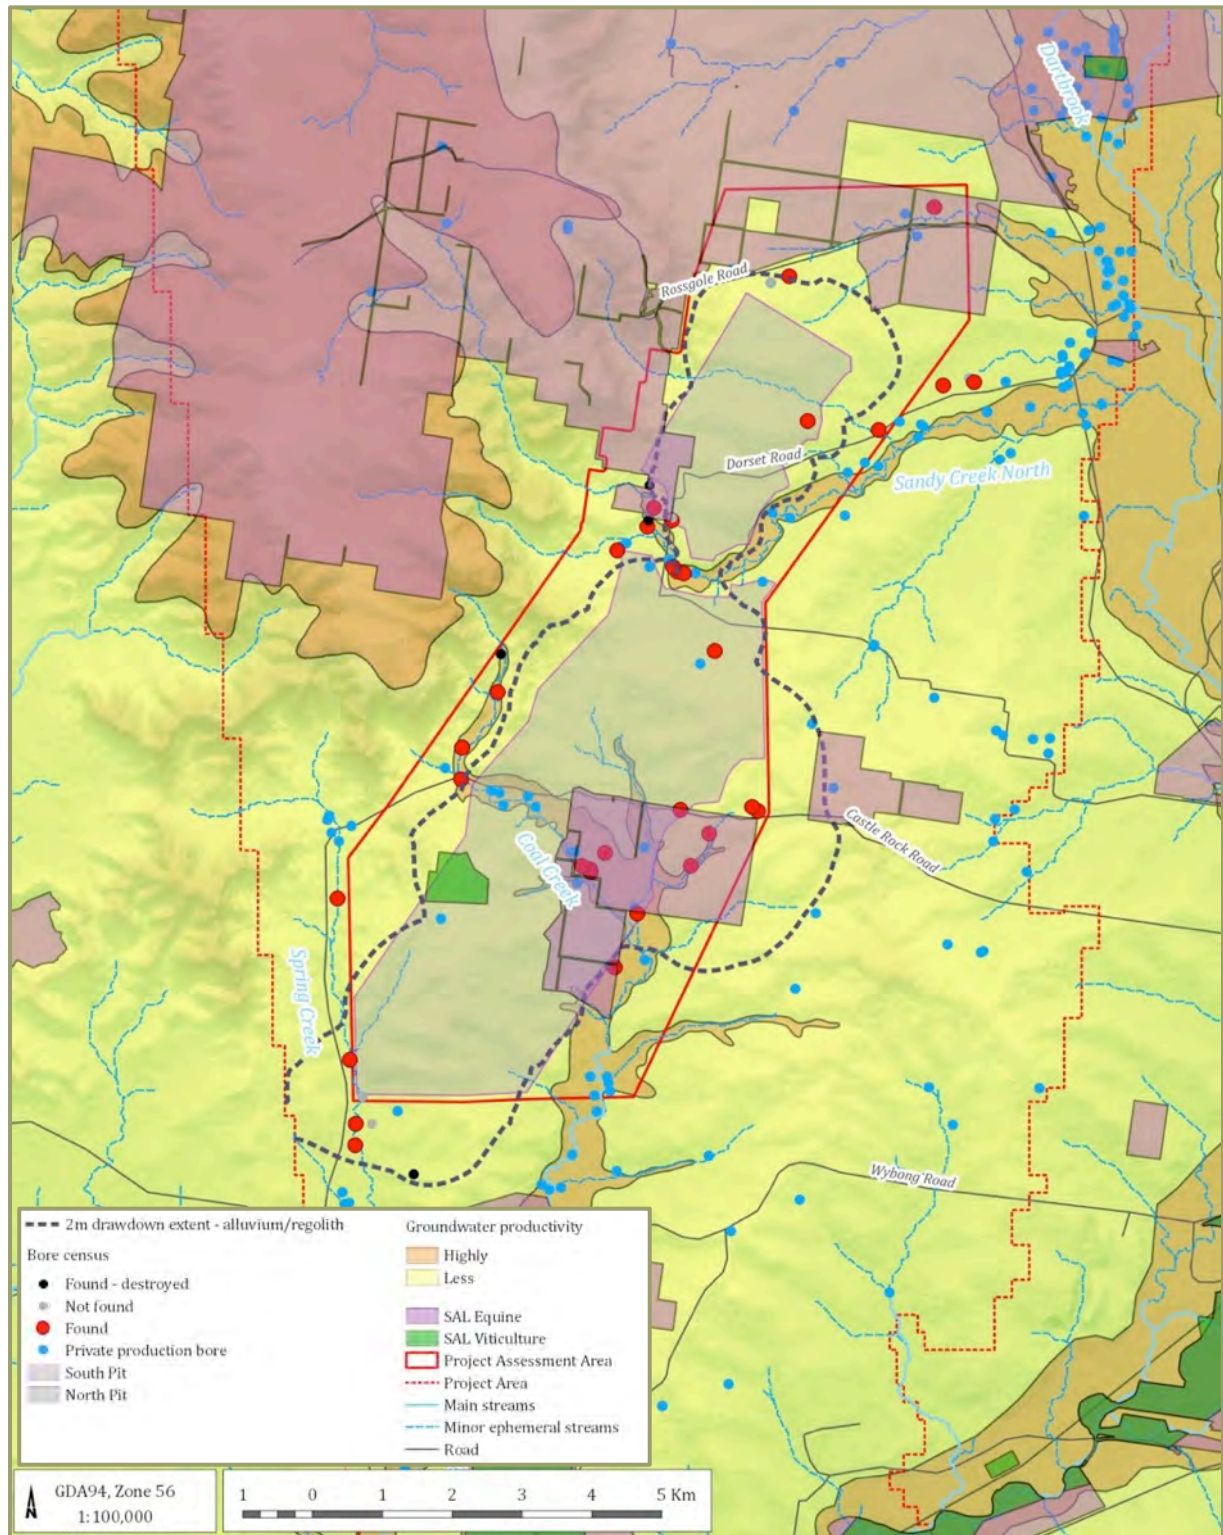 Dartbrook
Rossgole Road
Dorset Road
Sandy Creek North
Castle Rock Road
Coal Creek
Spring Creek
Wybong Road
2m drawdown extent - alluvium/regolith
Bore census
Found - destroyed
Not found
Found
Private production bore
South Pit
North Pit
Groundwater productivity
Highly
Less
SAL Equine
SAL Viticulture
Project Assessment Area
Project Area
Main streams
Minor ephemeral streams
Road
N
GDA94, Zone 56
1:100,000
1 0 1 2 3 4 5 Km